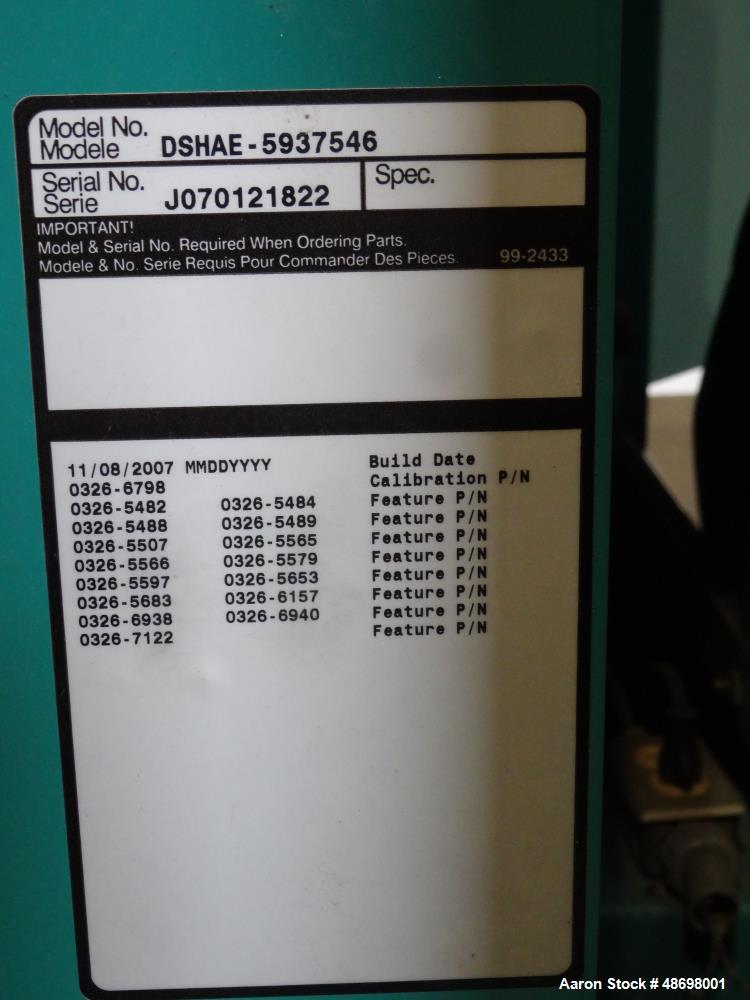 Model No.
Modele DSHAE-5937546
Serial No.
Serie J070121822
Spec.
IMPORTANT!
Model & Serial No. Required When Ordering Parts.
Modele & No. Serie Requis Pour Commander Des Pieces. 99-2433
11/08/2007 MMDDYYYY Build Date
0326-6798 Calibration P/N
0326-5482 0326-5484 Feature P/N
0326-5488 0326-5489 Feature P/N
0326-5507 0326-5565 Feature P/N
0326-5566 0326-5579 Feature P/N
0326-5597 0326-5653 Feature P/N
0326-5683 0326-6157 Feature P/N
0326-6938 0326-6940 Feature P/N
0326-7122 Feature P/N
Aaron Stock # 48698001